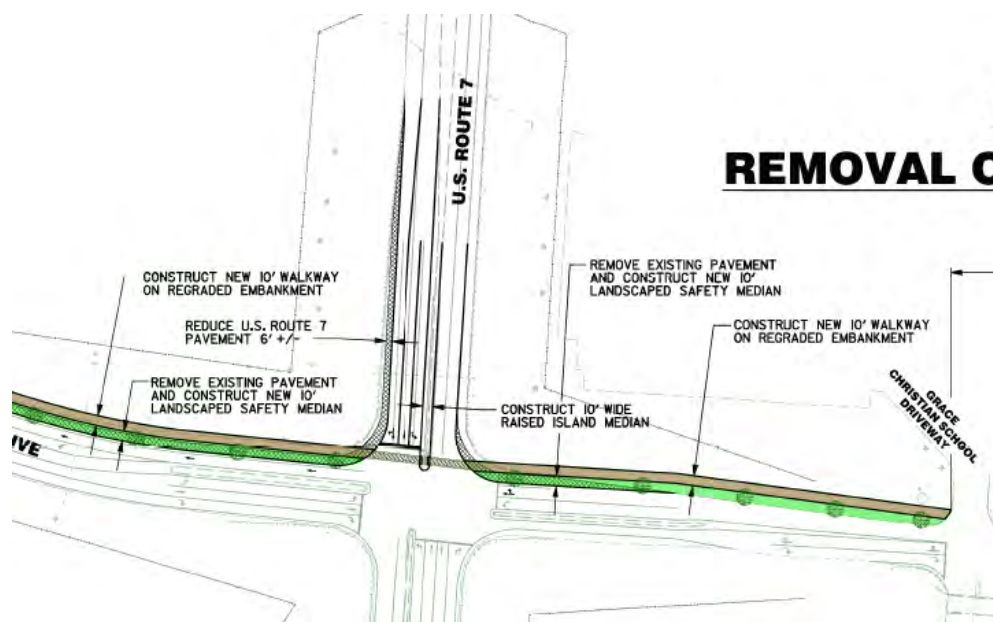 U.S. ROUTE 7
REMOVAL
CONSTRUCT NEW 10' WALKWAY
ON REGRADED EMBANKMENT
REDUCE U.S. ROUTE 7
PAVEMENT 6' +/-
REMOVE EXISTING PAVEMENT
AND CONSTRUCT NEW 10'
LANDSCAPED SAFETY MEDIAN
REMOVE EXISTING PAVEMENT
AND CONSTRUCT NEW 10'
LANDSCAPED SAFETY MEDIAN
CONSTRUCT NEW 10' WALKWAY
ON REGRADED EMBANKMENT
CONSTRUCT 10' WIDE
RAISED ISLAND MEDIAN
GRACE
CHRISTIAN SCHOOL
DRIVEWAY